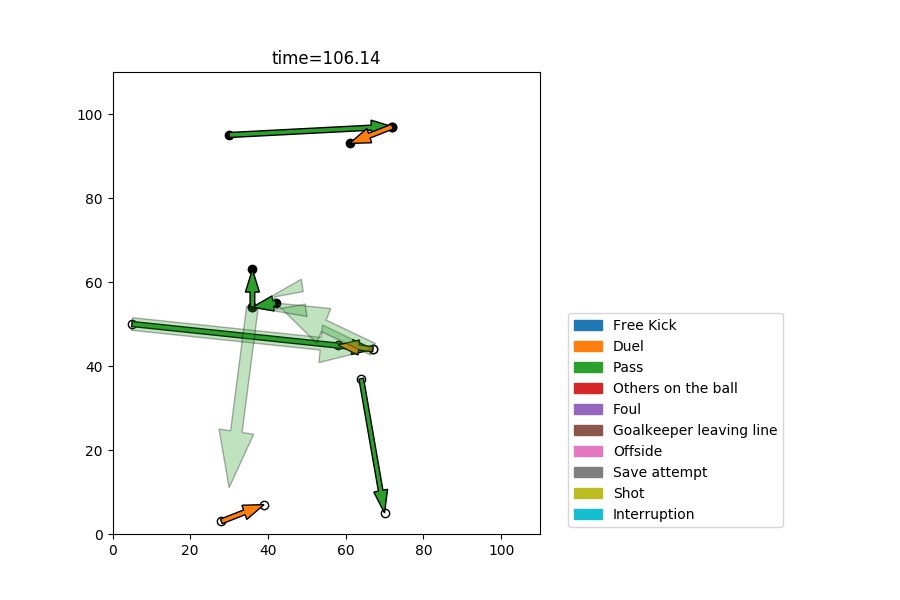 time=106.14
100
80
60
40
20
0
0 20 40 60 80 100
Free Kick
Duel
Pass
Others on the ball
Foul
Goalkeeper leaving line
Offside
Save attempt
Shot
Interruption